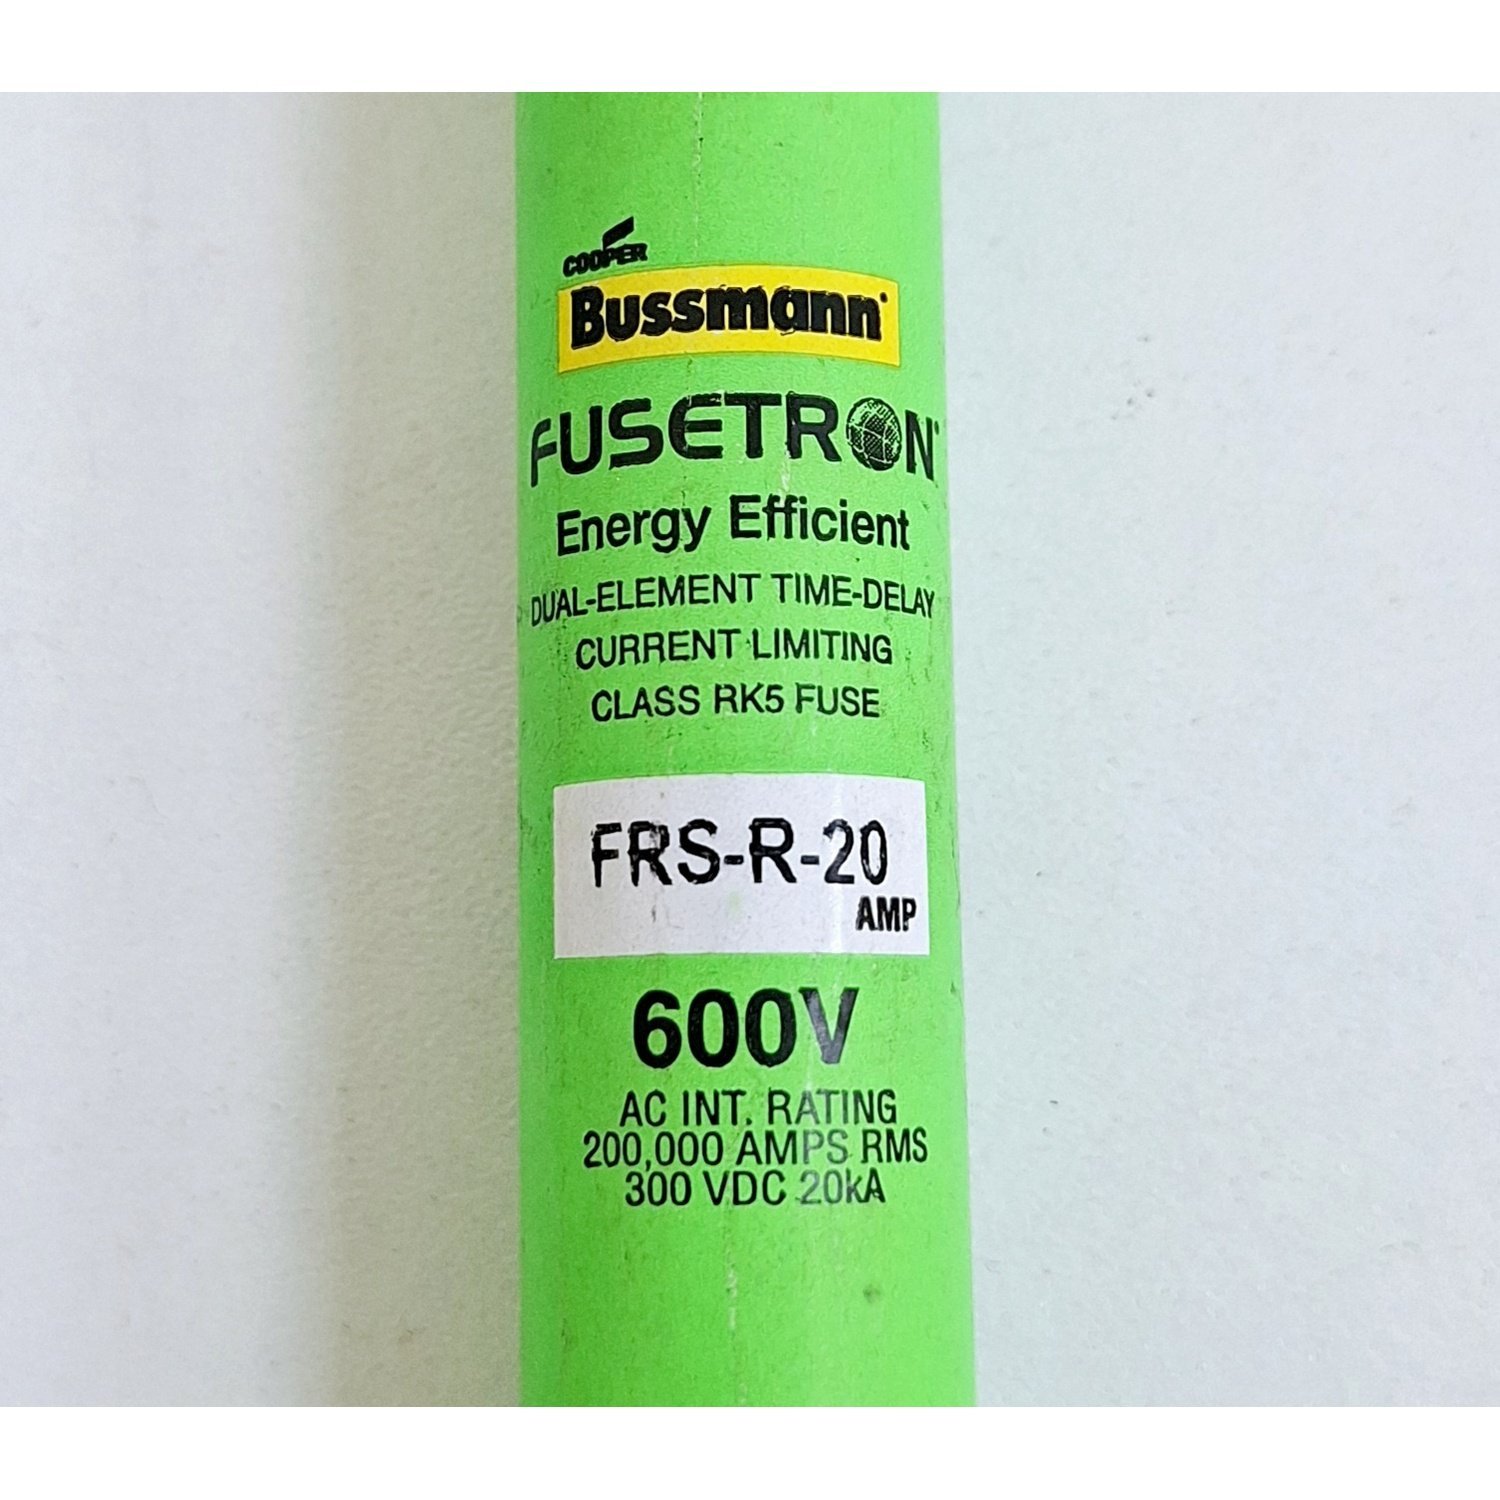 COOPER
Bussmann
FUSETRON
Energy Efficient
DUAL-ELEMENT TIME-DELAY
CURRENT LIMITING
CLASS RK5 FUSE
FRS-R-20
AMP
600V
AC INT. RATING
200,000 AMPS RMS
300 VDC 20kA